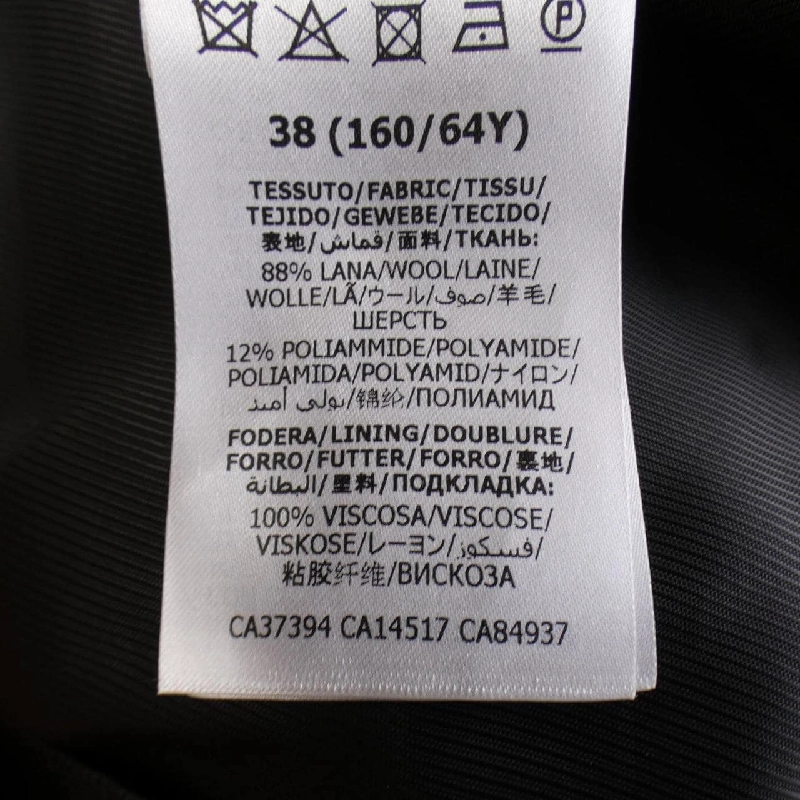 P
38 (160/64Y)
TESSUTO/FABRIC/TISSU/
TEJIDO/GEWEBE/TECIDO/
表地/قماش/面料/ТКАНЬ:
88% LANA/WOOL/LAINE/
WOLLE/LÃ/ウール/صوف/羊毛/
ШЕРСТЬ
12% POLIAMMIDE/POLYAMIDE/
POLIAMIDA/POLYAMID/ナイロン/
بولي أميد/锦纶/ПОЛИАМИД
FODERA/LINING/DOUBLURE/
FORRO/FUTTER/FORRO/裏地/
البطانة/里料/ПОДКЛАДКА:
100% VISCOSA/VISCOSE/
VISKOSE/レーヨン/فسكوز/
粘胶纤维/ВИСКОЗА
CA37394 CA14517 CA84937